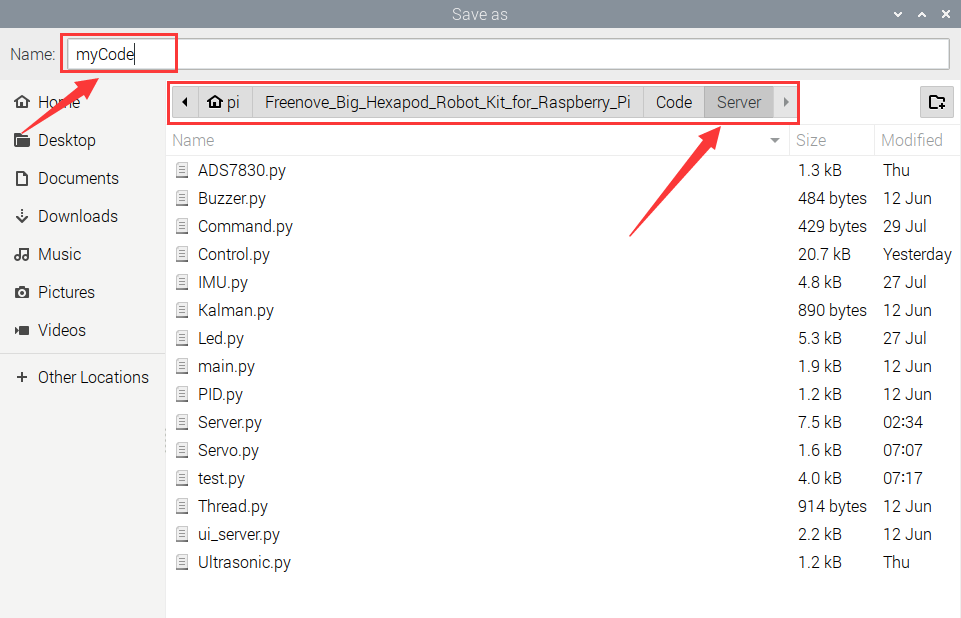 Save as
Name: myCode
pi Freenove_Big_Hexapod_Robot_Kit_for_Raspberry_Pi Code Server
Home
Desktop
Documents
Downloads
Music
Pictures
Videos
Other Locations
Name Size Modified
ADS7830.py 1.3 kB Thu
Buzzer.py 484 bytes 12 Jun
Command.py 429 bytes 29 Jul
Control.py 20.7 kB Yesterday
IMU.py 4.8 kB 27 Jul
Kalman.py 890 bytes 12 Jun
Led.py 5.3 kB 27 Jul
main.py 1.9 kB 12 Jun
PID.py 1.2 kB 12 Jun
Server.py 7.5 kB 02:34
Servo.py 1.6 kB 07:07
test.py 4.0 kB 07:17
Thread.py 914 bytes 12 Jun
ui_server.py 2.2 kB 12 Jun
Ultrasonic.py 1.2 kB Thu